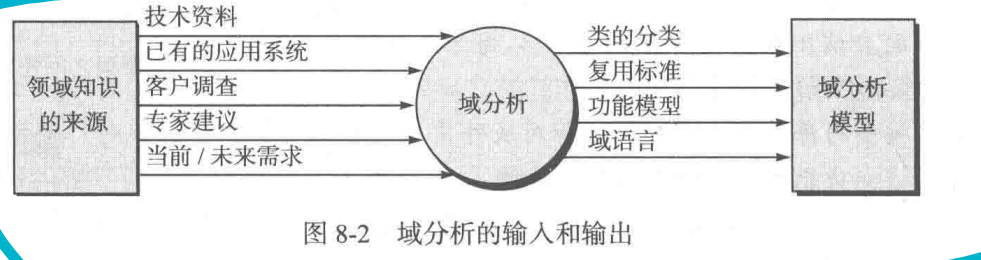 领域知识
的来源
技术资料
已有的应用系统
客户调查
专家建议
当前 / 未来需求
域分析
类的分类
复用标准
功能模型
域语言
域分析
模型
图 8-2 域分析的输入和输出